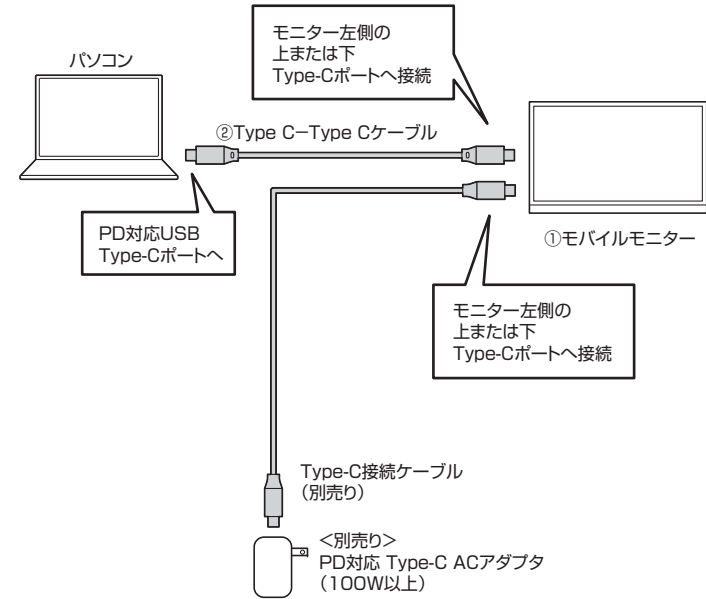 モニター左側の
上または下
Type-Cポートへ接続
パソコン
②Type C－Type Cケーブル
PD対応USB
Type-Cポートへ
①モバイルモニター
モニター左側の
上または下
Type-Cポートへ接続
Type-C接続ケーブル
（別売り）
＜別売り＞
PD対応 Type-C ACアダプタ
（100W以上）